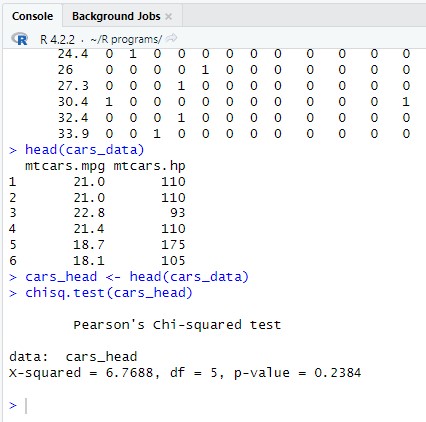 Console Background Jobs ×
R 4.2.2 · ~/R programs/
24.4 0 1 0 0 0 0 0 0 0 0 0 0
26 0 0 0 0 1 0 0 0 0 0 0 0
27.3 0 0 0 1 0 0 0 0 0 0 0 0
30.4 1 0 0 0 0 0 0 0 0 0 0 1
32.4 0 0 0 1 0 0 0 0 0 0 0 0
33.9 0 0 1 0 0 0 0 0 0 0 0 0
> head(cars_data)
mtcars.mpg mtcars.hp
1 21.0 110
2 21.0 110
3 22.8 93
4 21.4 110
5 18.7 175
6 18.1 105
> cars_head <- head(cars_data)
> chisq.test(cars_head)
Pearson's Chi-squared test
data: cars_head
X-squared = 6.7688, df = 5, p-value = 0.2384
>